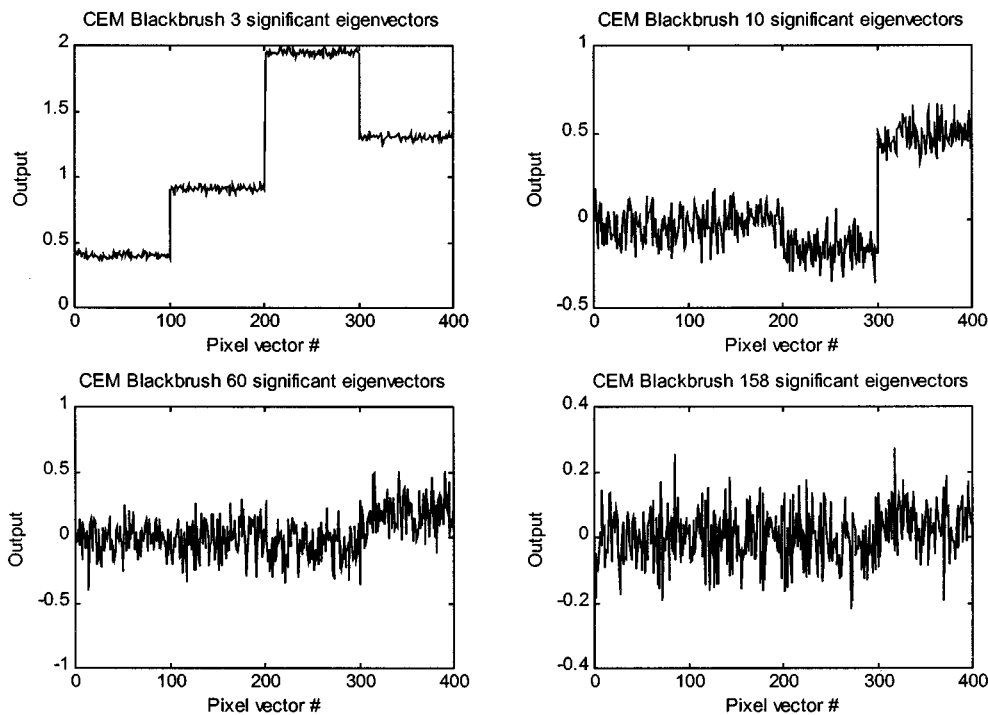 CEM Blackbrush 3 significant eigenvectors
2
1.5
1
0.5
0
Output
0 100 200 300 400
Pixel vector #
CEM Blackbrush 10 significant eigenvectors
1
0.5
0
-0.5
Output
0 100 200 300 400
Pixel vector #
CEM Blackbrush 60 significant eigenvectors
1
0.5
0
-0.5
-1
Output
0 100 200 300 400
Pixel vector #
CEM Blackbrush 158 significant eigenvectors
0.4
0.2
0
-0.2
-0.4
Output
0 100 200 300 400
Pixel vector #